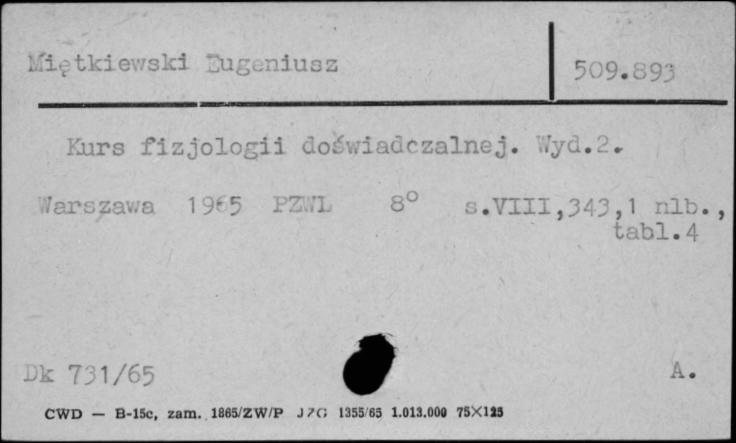 Miętkiewski Eugeniusz
509.893
Kurs fizjologii doświadczalnej. Wyd.2.
Warszawa 1965 PZWL 8° s.VIII,343,1 nlb.,
tabl.4
Dk 731/65 A.
CWD — B-15c, zam. 1865/ZW/P JZG 1355/65 1.013.000 75X125